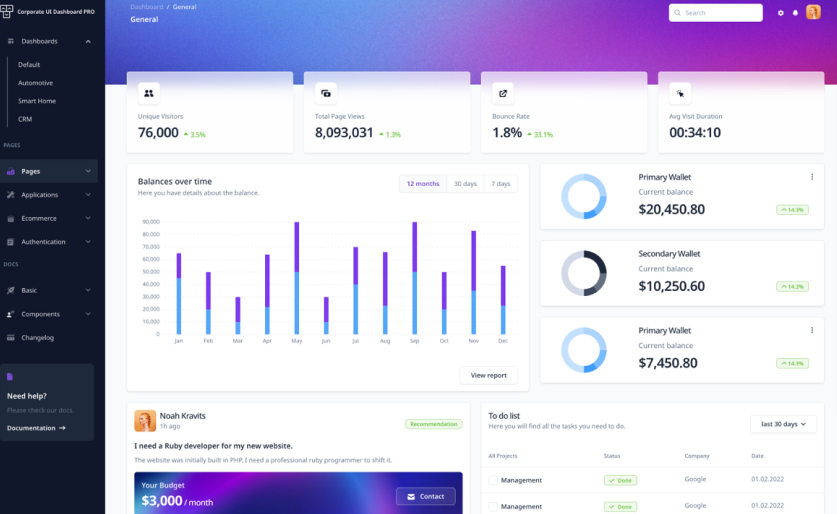 Corporate UI Dashboard PRO
Dashboard / General
General
Search
Dashboards
Default
Automotive
Smart Home
CRM
PAGES
Pages
Applications
Ecommerce
Authentication
DOCS
Basic
Components
Changelog
Need help?
Please check our docs.
Documentation
Unique Visitors
76,000 3.5%
Total Page Views
8,093,031 1.3%
Bounce Rate
1.8% 33.1%
Avg Visit Duration
00:34:10
Balances over time
Here you have details about the balance.
12 months 30 days 7 days
90,000
80,000
70,000
60,000
50,000
40,000
30,000
20,000
10,000
0
Jan Feb Mar Apr May Jun Jul Aug Sep Oct Nov Dec
View report
Primary Wallet
Current balance
$20,450.80 14.3%
Secondary Wallet
Current balance
$10,250.60 14.3%
Primary Wallet
Current balance
$7,450.80 14.3%
Noah Kravits
1h ago
Recommendation
I need a Ruby developer for my new website.
The website was initially built in PHP, I need a professional ruby programmer to shift it.
Your Budget
$3,000 / month
Contact
To do list
Here you will find all the tasks you need to do.
last 30 days
All Projects Status Company Date
Management Done Google 01.02.2022
Management Done Google 01.02.2022